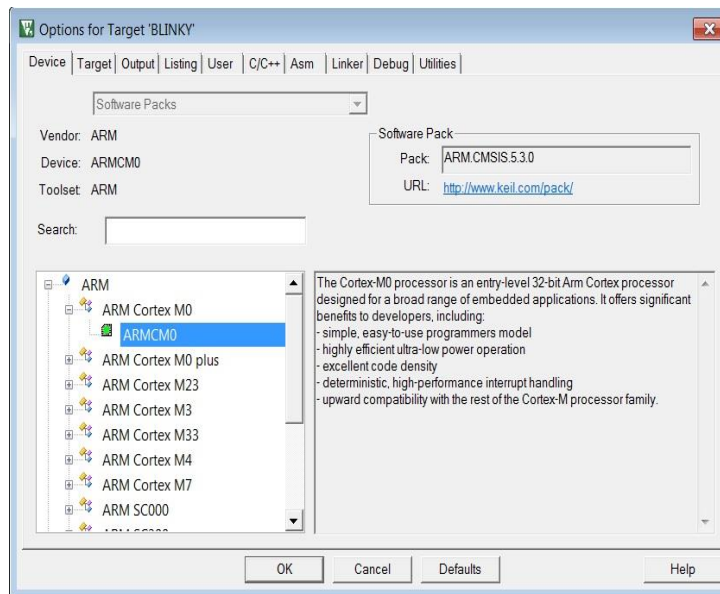 Options for Target 'BLINKY'
Device Target Output Listing User C/C++ Asm Linker Debug Utilities
Software Packs
Vendor: ARM
Device: ARMCM0
Toolset: ARM
Software Pack
Pack: ARM.CMSIS.5.3.0
URL: http://www.keil.com/pack/
Search:
ARM
ARM Cortex M0
ARMCM0
ARM Cortex M0 plus
ARM Cortex M23
ARM Cortex M3
ARM Cortex M33
ARM Cortex M4
ARM Cortex M7
ARM SC000
The Cortex-M0 processor is an entry-level 32-bit Arm Cortex processor
designed for a broad range of embedded applications. It offers significant
benefits to developers, including:
- simple, easy-to-use programmers model
- highly efficient ultra-low power operation
- excellent code density
- deterministic, high-performance interrupt handling
- upward compatibility with the rest of the Cortex-M processor family.
OK Cancel Defaults Help